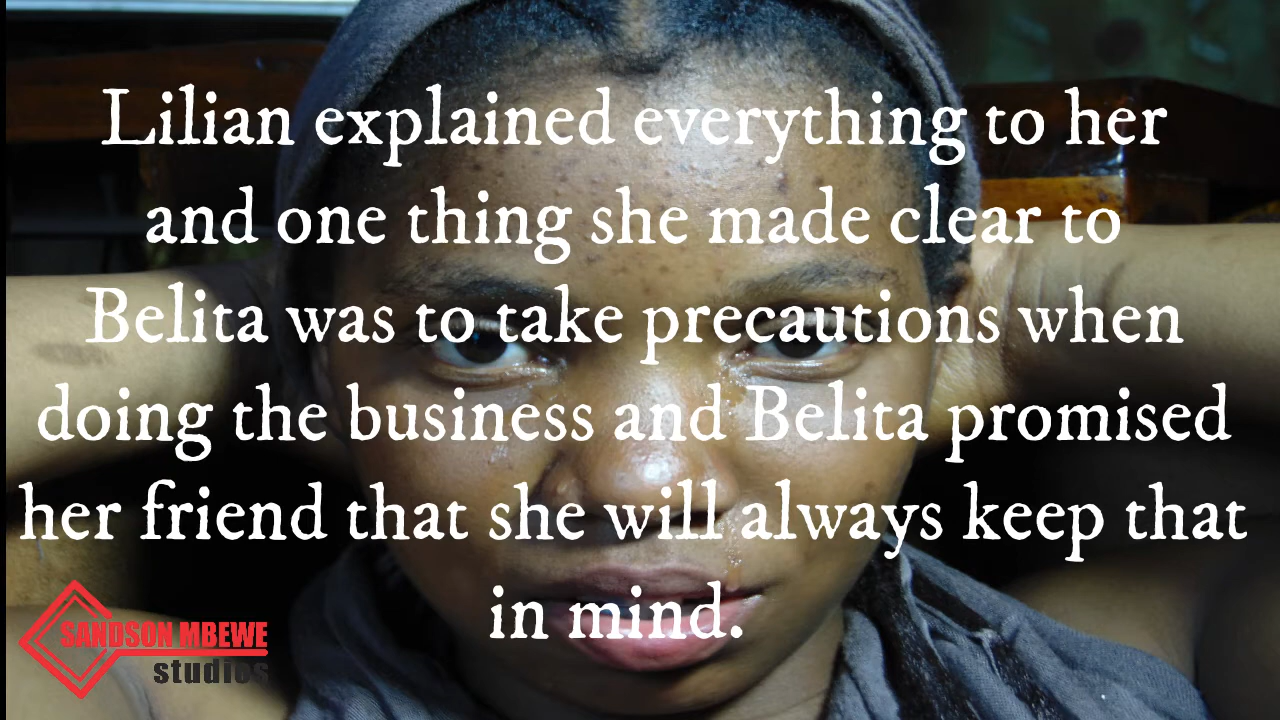 Lilian explained everything to her
and one thing she made clear to
Belita was to take precautions when
doing the business and Belita promised
her friend that she will always keep that
in mind.
SANDSON MBEWE
studios